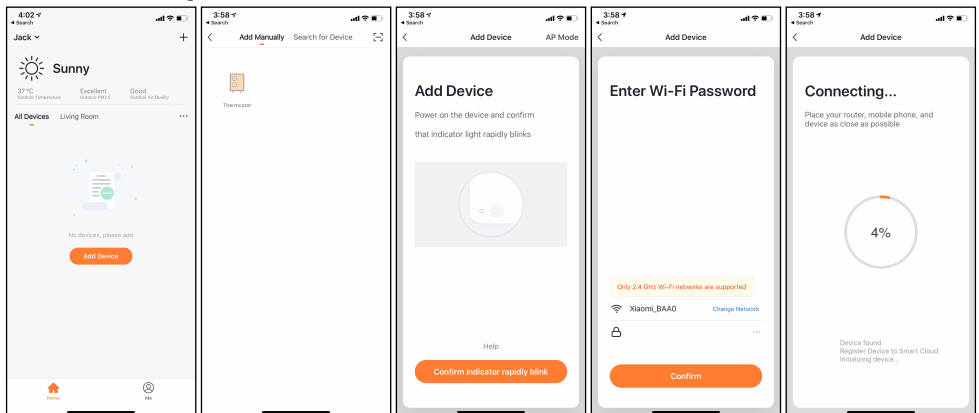 4:02
Search
Jack
Sunny
37°C
Outdoor Temperature
Excellent
Outdoor PM2.5
Good
Outdoor Air Quality
All Devices
Living Room
No devices, please add
Add Device
Home
Me
3:58
Search
Add Manually
Search for Device
Thermostat
3:58
Search
Add Device
AP Mode
Add Device
Power on the device and confirm
that indicator light rapidly blinks
Help
Confirm indicator rapidly blink
3:58
Search
Add Device
Enter Wi-Fi Password
Only 2.4 GHz Wi-Fi networks are supported
Xiaomi_BAA0
Change Network
Confirm
3:58
Search
Add Device
Connecting...
Place your router, mobile phone, and
device as close as possible
4%
Device found
Register Device to Smart Cloud
Initializing device...